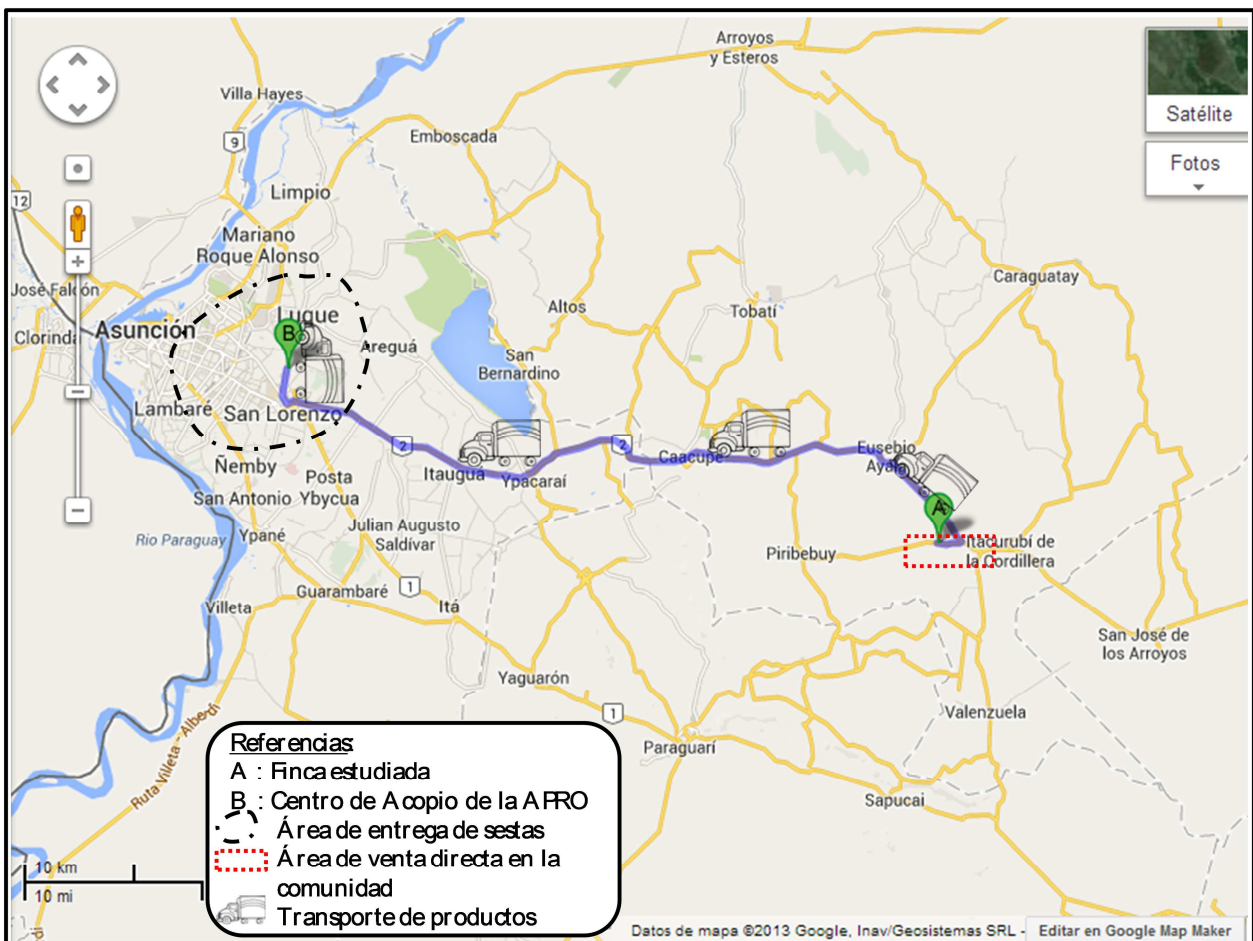 Arroyos
y Esteros
Villa Hayes
Satélite
9
Emboscada
Fotos
Limpio
12
Mariano
Roque Alonso
Caraguatay
José Falcón
Altos
Tobatí
Luque
Asunción
B
Clorinda
Areguá
San
Bernardino
Lambaré
San Lorenzo
2
2
Eusebio
Ayala
Caacupe
Ñemby
Itaugua
Ypacaraí
Posta
Ybycua
San Antonio
A
Julian Augusto
Saldívar
Rio Paraguay
Ypané
Piribebuy
Itacurubí de
la Cordillera
Guarambaré
1
Villeta
Itá
San José de
los Arroyos
Yaguarón
1
Valenzuela
Paraguarí
Ruta Villeta - Alberdi
Sapucai
Referencias:
A : Finca estudiada
B : Centro de Acopio de la APRO
Área de entrega de sestas
Área de venta directa en la
comunidad
Transporte de productos
10 km
10 mi
Datos de mapa ©2013 Google, Inav/Geosistemas SRL -
Editar en Google Map Maker